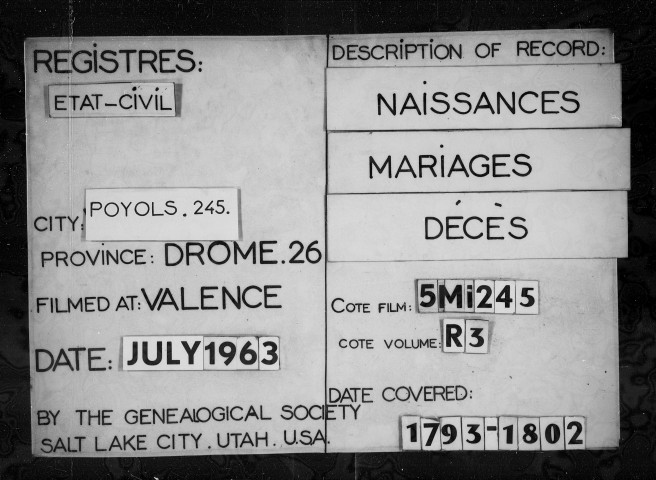 REGiSTRES:
ETAT-CiViL
CITY: POYOLS. 245.
PROVINCE: DROME. 26
FILMED AT: VALENCE
DATE: JULY 1963
BY THE GENEALOGICAL SOCIETY
SALT LAKE CITY. UTAH. U.S.A.
DESCRIPTION OF RECORD:
NAISSANCES
MARIAGES
DÉCÈS
COTE FILM: 5Mi245
COTE VOLUME: R3
DATE COVERED:
1793-1802